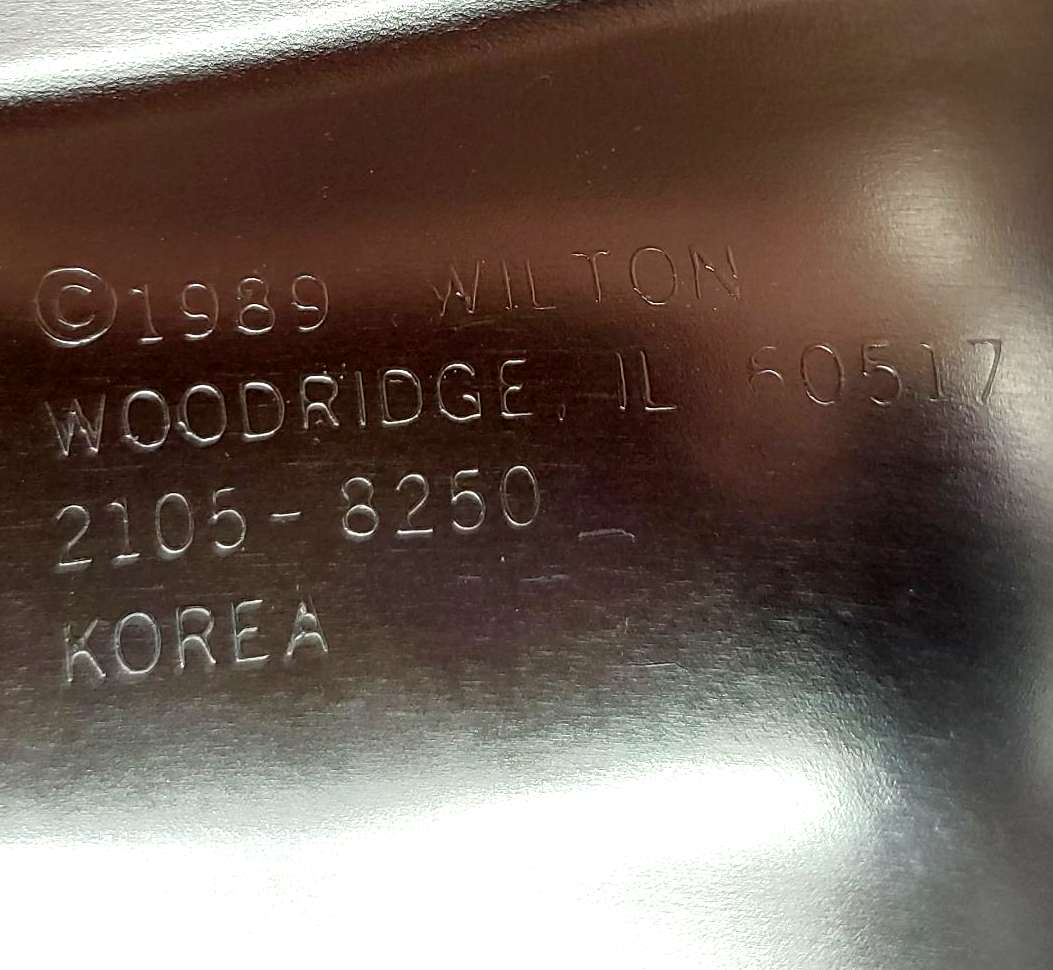 ©1989 WILTON
WOODRIDGE, IL 60517
2105-8250
KOREA